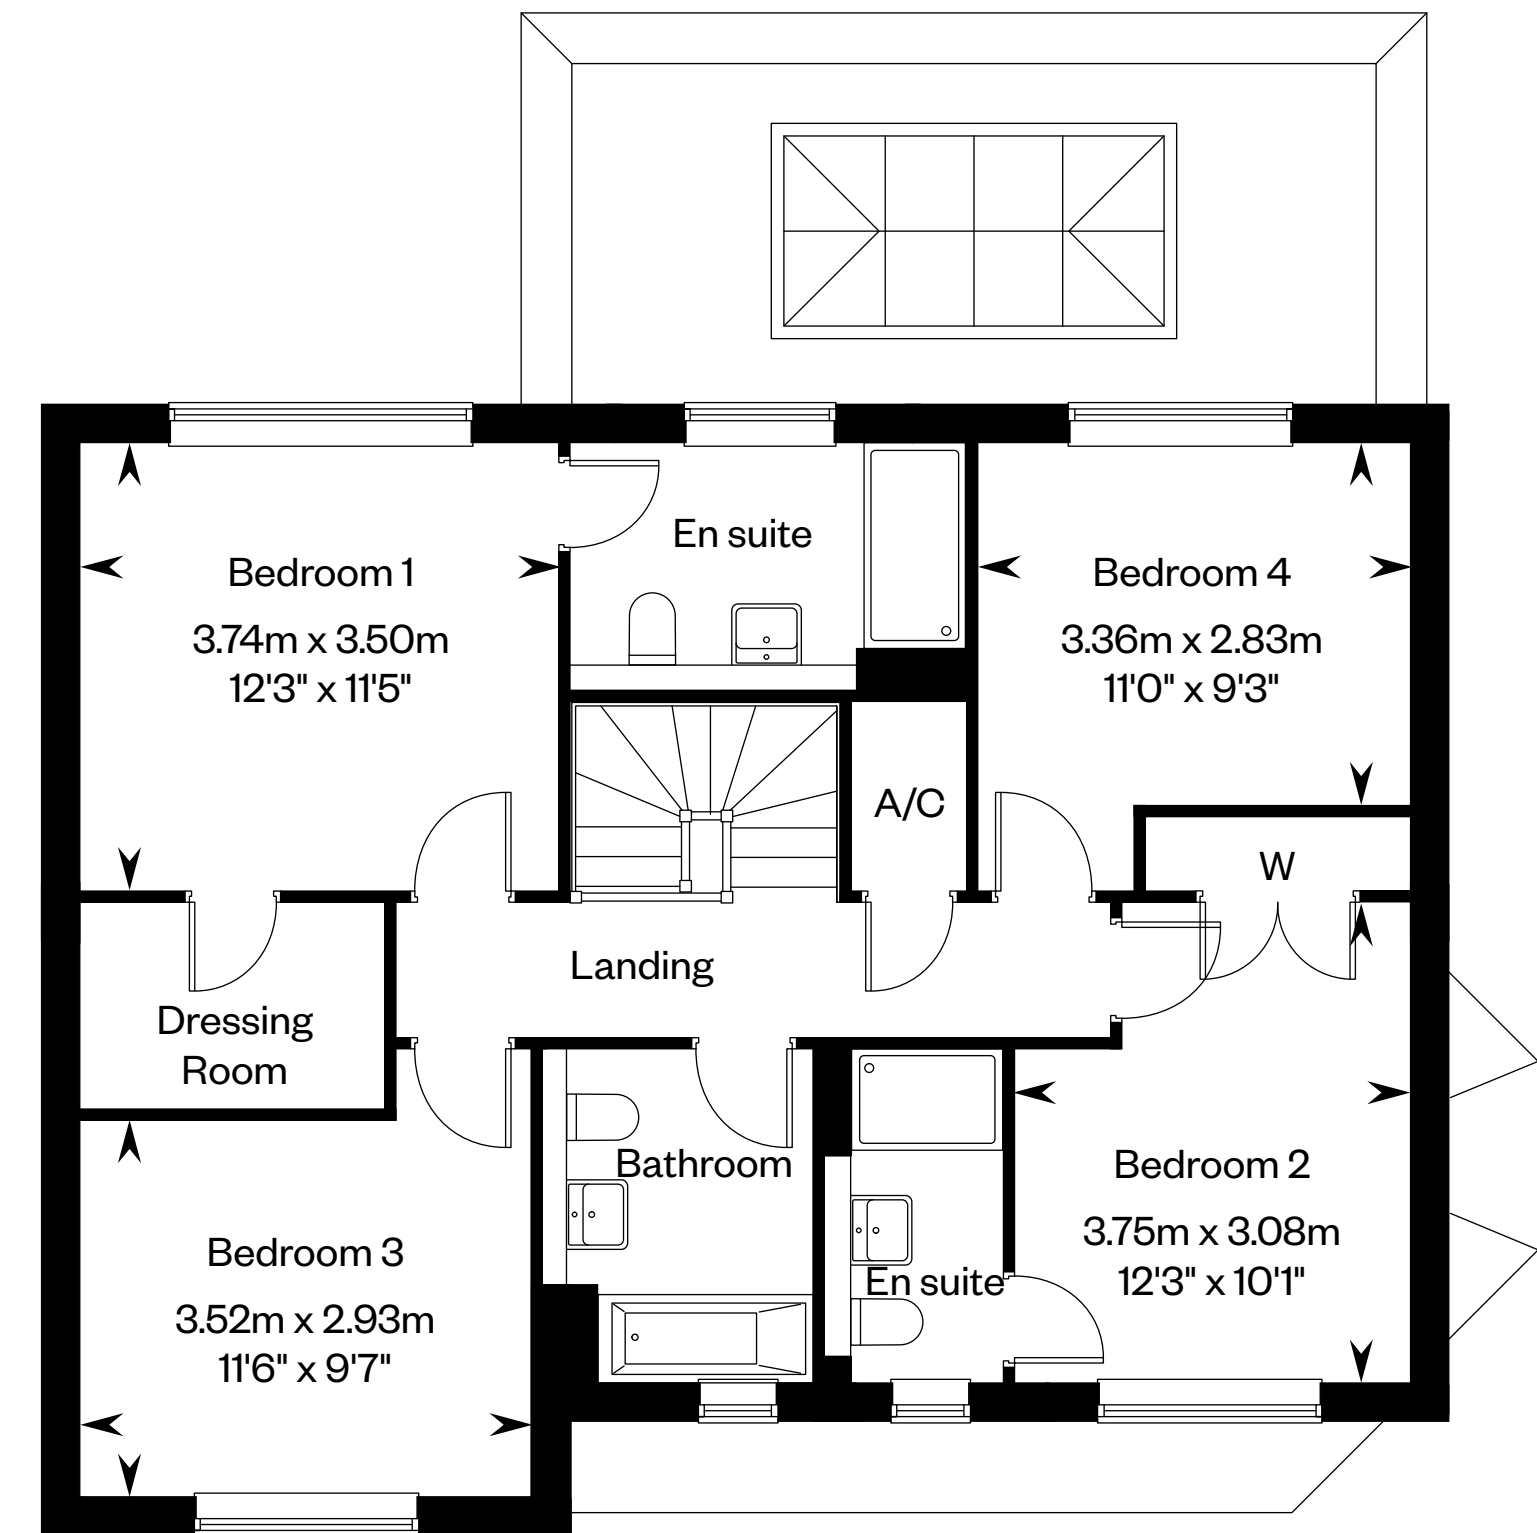 En suite
Bedroom 1
3.74m x 3.50m
12'3" x 11'5"
Bedroom 4
3.36m x 2.83m
11'0" x 9'3"
A/C
W
Landing
Dressing
Room
Bathroom
Bedroom 2
3.75m x 3.08m
12'3" x 10'1"
En suite
Bedroom 3
3.52m x 2.93m
11'6" x 9'7"